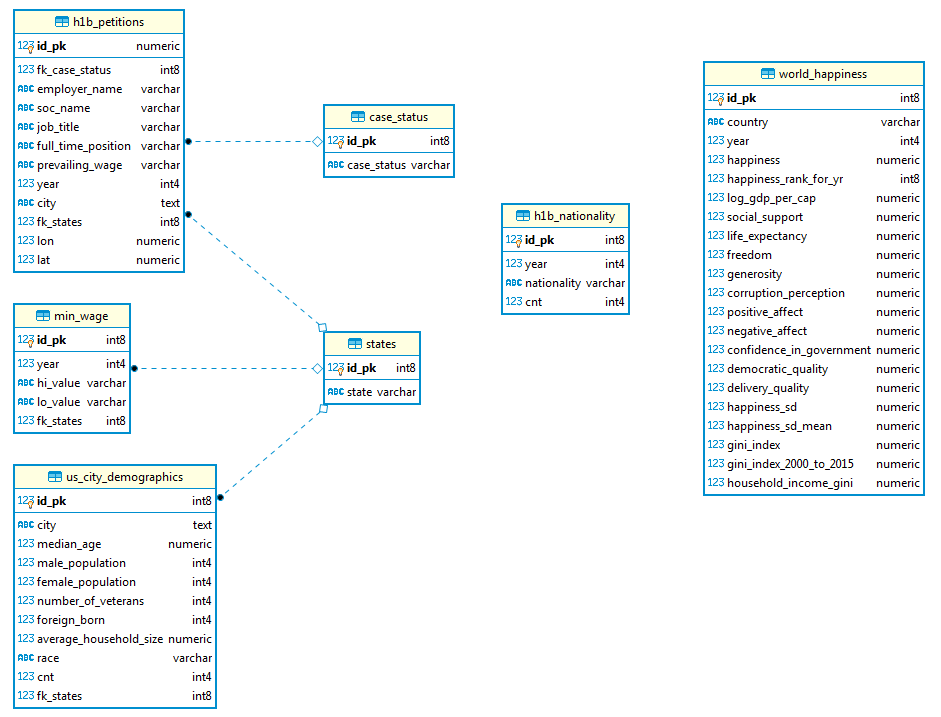 h1b_petitions
123 id_pk numeric
123 fk_case_status int8
ABC employer_name varchar
ABC soc_name varchar
ABC job_title varchar
ABC full_time_position varchar
ABC prevailing_wage varchar
123 year int4
ABC city text
123 fk_states int8
123 lon numeric
123 lat numeric
case_status
123 id_pk int8
ABC case_status varchar
world_happiness
123 id_pk int8
ABC country varchar
123 year int4
123 happiness numeric
123 happiness_rank_for_yr int8
123 log_gdp_per_cap numeric
123 social_support numeric
123 life_expectancy numeric
123 freedom numeric
123 generosity numeric
123 corruption_perception numeric
123 positive_affect numeric
123 negative_affect numeric
123 confidence_in_government numeric
123 democratic_quality numeric
123 delivery_quality numeric
123 happiness_sd numeric
123 happiness_sd_mean numeric
123 gini_index numeric
123 gini_index_2000_to_2015 numeric
123 household_income_gini numeric
h1b_nationality
123 id_pk int8
123 year int4
ABC nationality varchar
123 cnt int4
min_wage
123 id_pk int8
123 year int4
ABC hi_value varchar
ABC lo_value varchar
123 fk_states int8
states
123 id_pk int8
ABC state varchar
us_city_demographics
123 id_pk int8
ABC city text
123 median_age numeric
123 male_population int4
123 female_population int4
123 number_of_veterans int4
123 foreign_born int4
123 average_household_size numeric
ABC race varchar
123 cnt int4
123 fk_states int8